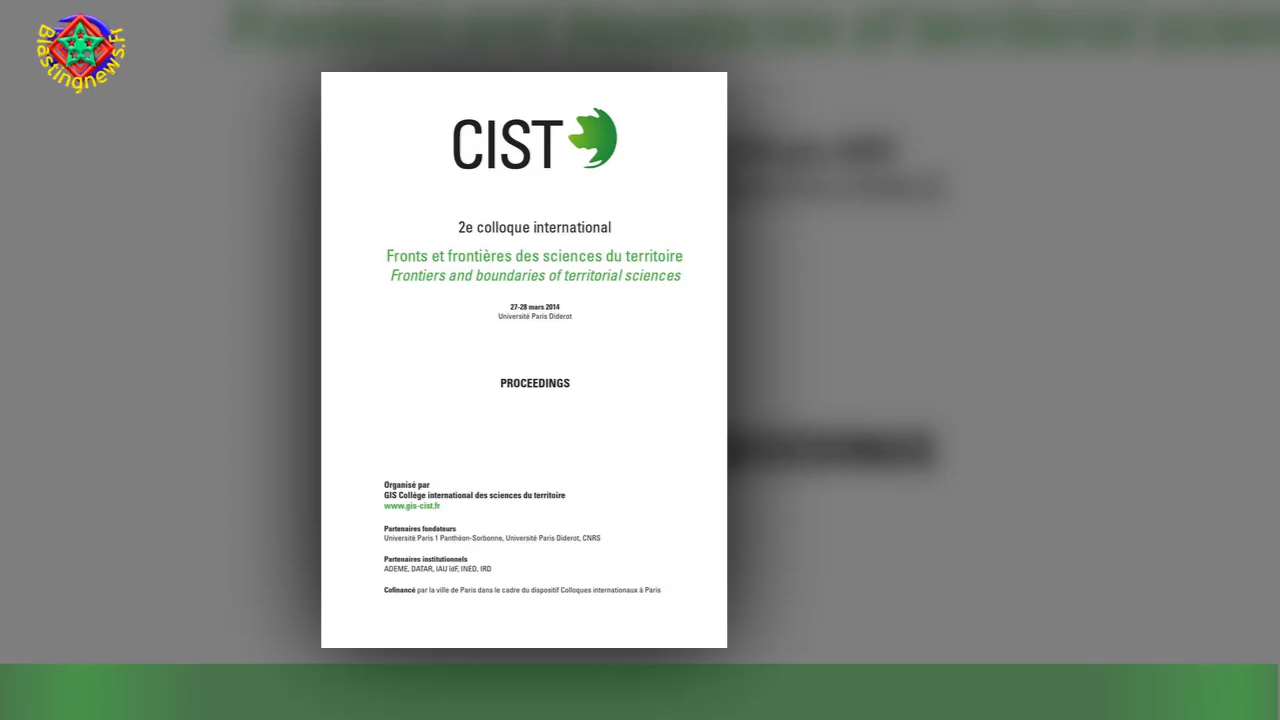 Blastingnews.Fr
CIST
2e colloque international
Fronts et frontières des sciences du territoire
Frontiers and boundaries of territorial sciences
27-28 mars 2014
Université Paris Diderot
PROCEEDINGS
Organisé par
GIS Collège international des sciences du territoire
www.gis-cist.fr
Partenaires fondateurs
Université Paris 1 Panthéon-Sorbonne, Université Paris Diderot, CNRS
Partenaires institutionnels
ADEME, DATAR, IAU îdF, INED, IRD
Cofinancé par la ville de Paris dans le cadre du dispositif Colloques internationaux à Paris